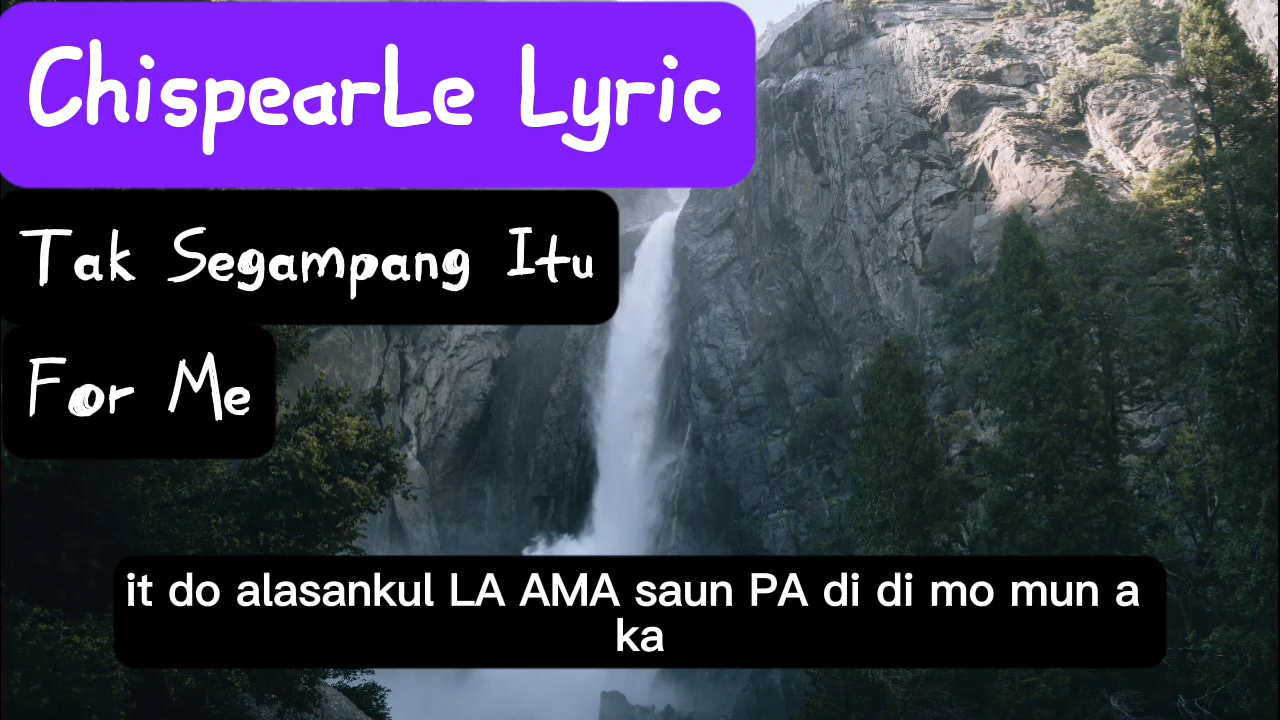 ChispearLe Lyric
Tak Segampang Itu
For Me
it do alasankul LA AMA saun PA di di mo mun a
ka